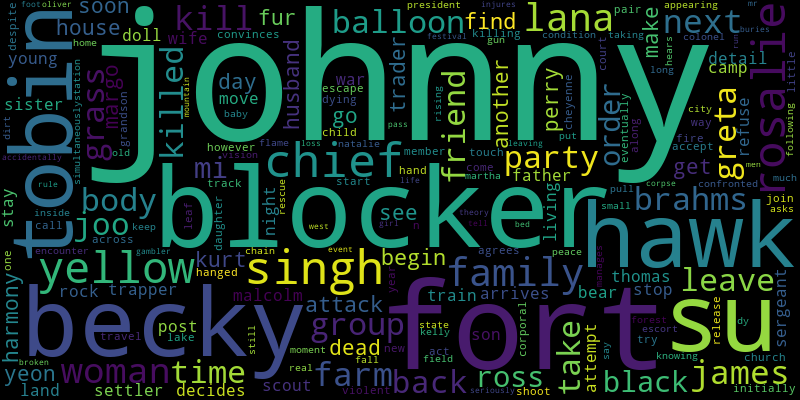 johnny
blocker
fort
becky
hawk
su
tobin
rosalie
singh
yellow
chief
woman
time
family
farm
group
back
james
ross
lana
kill
balloon
party
friend
greta
order
next
brahms
black
leave
take
body
joo
yeon
killed
grass
margo
harmony
kurt
mi
begin
see
go
find
another
perry
make
father
living
get
refuse
detail
camp
trader
husband
wife
war
day
move
night
house
soon
fur
doll
young
sister
convinces
despite
foot
oliver
home
station
simultaneously
grandson
dirt
accidentally
old
rule
inside
call
keep
across
encounter
one
stay
rock
trapper
hanged
post
lake
travel
land
settler
decides
scout
broken
gambler
still
malcolm
attack
dead
moment
real
fall
violent
act
field
new
state
kelly
son
corporal
train
arrives
agrees
chain
event
west
year
peace
bear
thomas
stop
forest
escort
try
say
knowing
attempt
shoot
seriously
church
initially
release
sergeant
dy
managed
small
pull
confronted
men
much
asks
join
following
little
accept
fire
way
city
along
eventually
court
taking
pair
appearing
mr
buries
run
colonel
hears
long
president
injures
killing
condition
gun
festival
cheyenne
put
rising
pass
leaving
touch
come
martha
member
hand
life
start
natalie
child
dying
escape
baby
however
vision
flame
loss
track
leaf
daughter
rescue
girl
n
theory
tell
bed
corpse
mountain